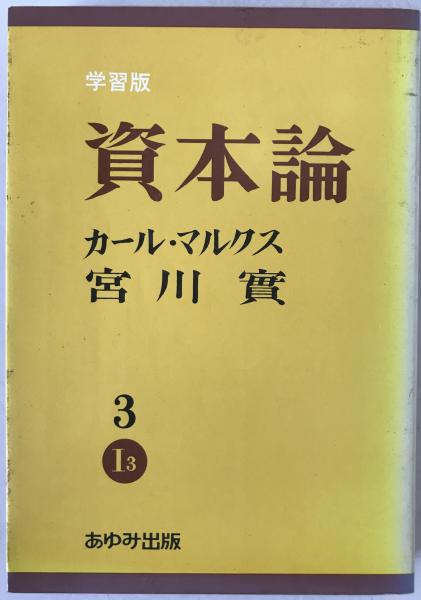 学習版
資本論
カール・マルクス
宮川實
3
I3
あゆみ出版